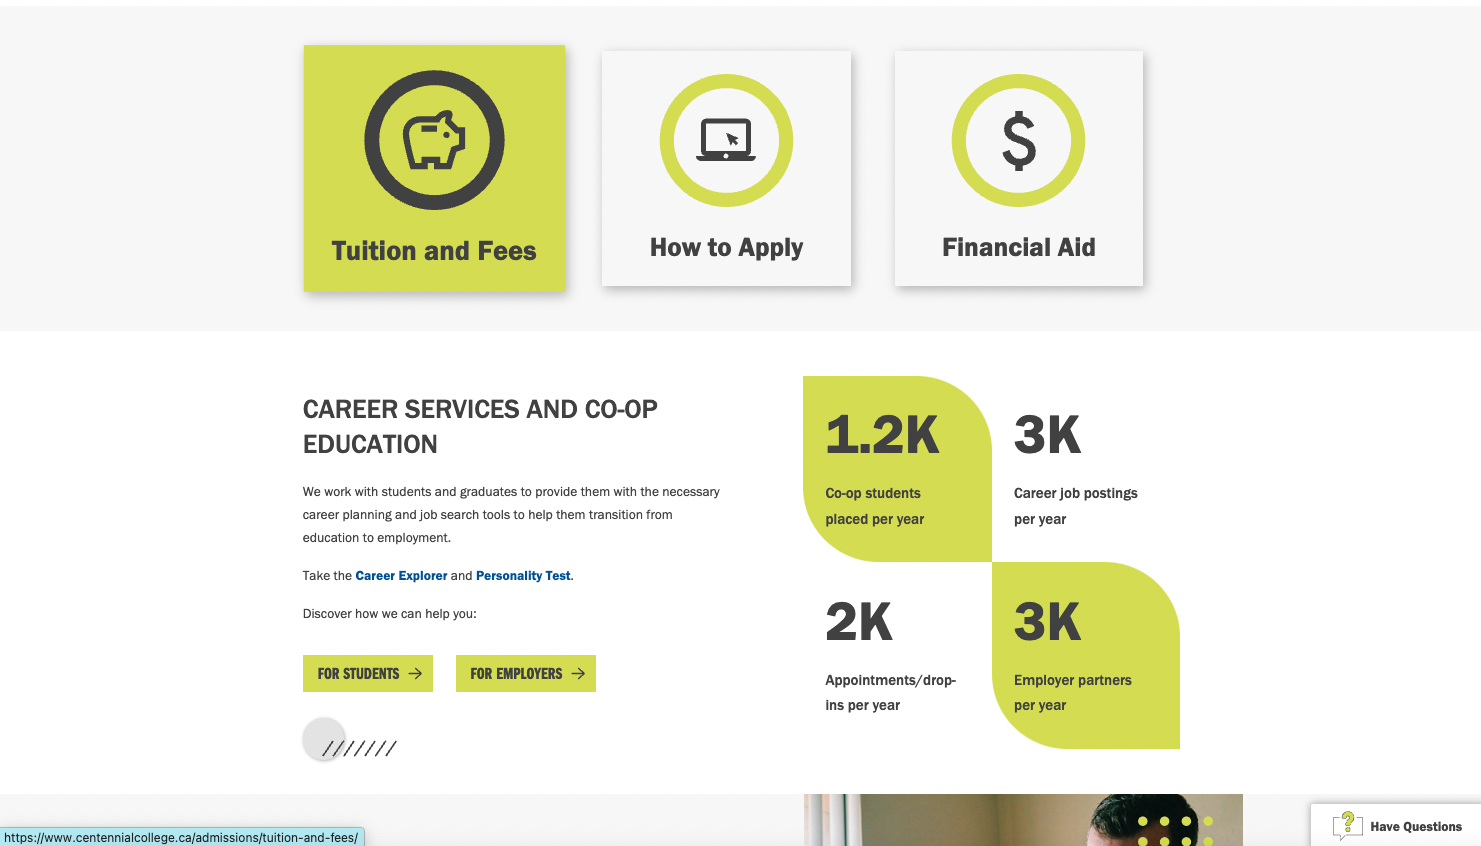 Tuition and Fees
How to Apply
Financial Aid
CAREER SERVICES AND CO-OP
EDUCATION
We work with students and graduates to provide them with the necessary
career planning and job search tools to help them transition from
education to employment.
Take the Career Explorer and Personality Test.
Discover how we can help you:
FOR STUDENTS
FOR EMPLOYERS
1.2K
Co-op students
placed per year
3K
Career job postings
per year
2K
Appointments/drop-
ins per year
3K
Employer partners
per year
Have Questions
https://www.centennialcollege.ca/admissions/tuition-and-fees/